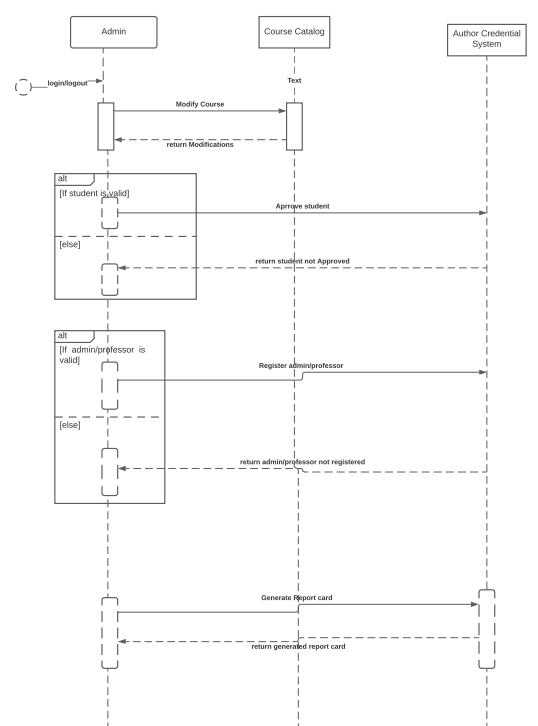 Admin
Course Catalog
Author Credential
System
Text
login/logout
Modify Course
return Modifications
alt
[If student is valid]
Aprrove student
[else]
return student not Approved
alt
[If admin/professor is
valid]
Register admin/professor
[else]
return admin/professor not registered
Generate Report card
return generated report card